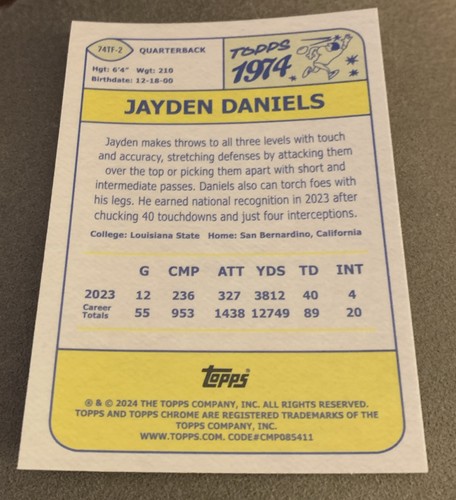 74TF-2 QUARTERBACK
Hgt: 6'4" Wgt: 210
Birthdate: 12-18-00
TOPPS
1974
JAYDEN DANIELS
Jayden makes throws to all three levels with touch
and accuracy, stretching defenses by attacking them
over the top or picking them apart with short and
intermediate passes. Daniels also can torch foes with
his legs. He earned national recognition in 2023 after
chucking 40 touchdowns and just four interceptions.
College: Louisiana State Home: San Bernardino, California
G CMP ATT YDS TD INT
2023 12 236 327 3812 40 4
Career
Totals 55 953 1438 12749 89 20
topps
® & © 2024 THE TOPPS COMPANY, INC. ALL RIGHTS RESERVED.
TOPPS AND TOPPS CHROME ARE REGISTERED TRADEMARKS OF THE
TOPPS COMPANY, INC.
WWW.TOPPS.COM. CODE#CMP085411